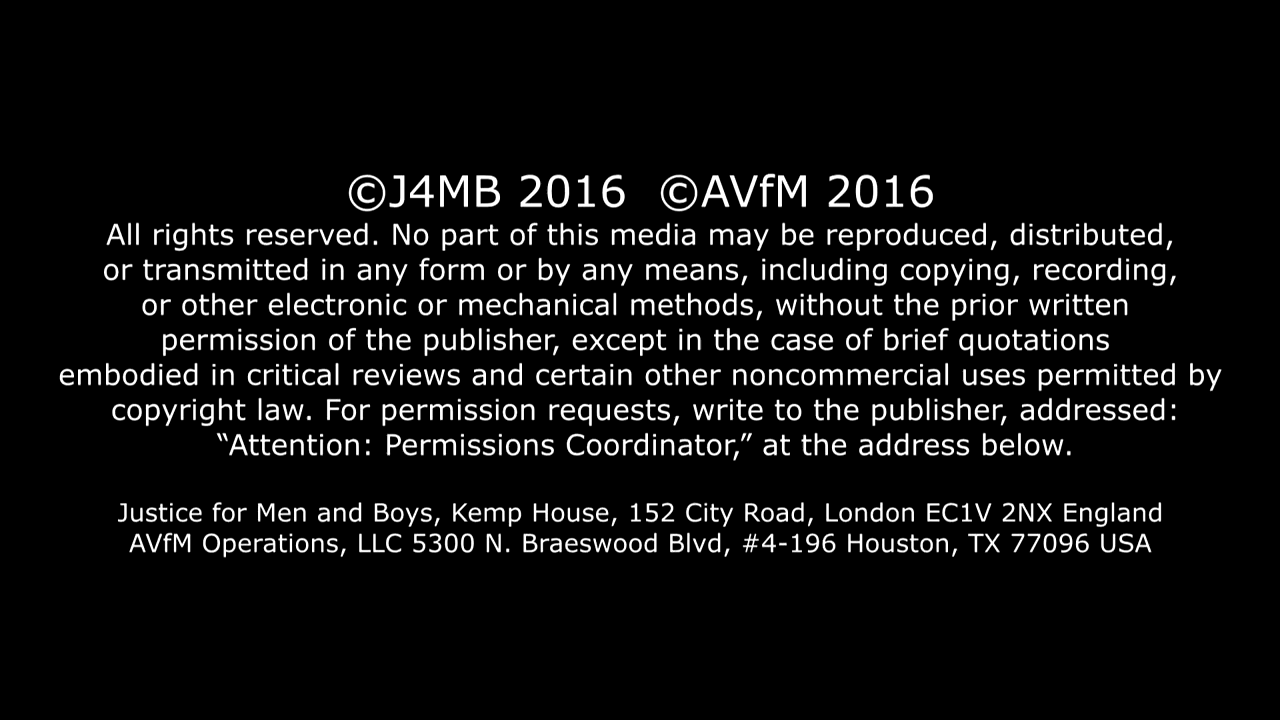 ©J4MB 2016  ©AVfM 2016
All rights reserved. No part of this media may be reproduced, distributed,
or transmitted in any form or by any means, including copying, recording,
or other electronic or mechanical methods, without the prior written
permission of the publisher, except in the case of brief quotations
embodied in critical reviews and certain other noncommercial uses permitted by
copyright law. For permission requests, write to the publisher, addressed:
“Attention: Permissions Coordinator,” at the address below.
Justice for Men and Boys, Kemp House, 152 City Road, London EC1V 2NX England
AVfM Operations, LLC 5300 N. Braeswood Blvd, #4-196 Houston, TX 77096 USA